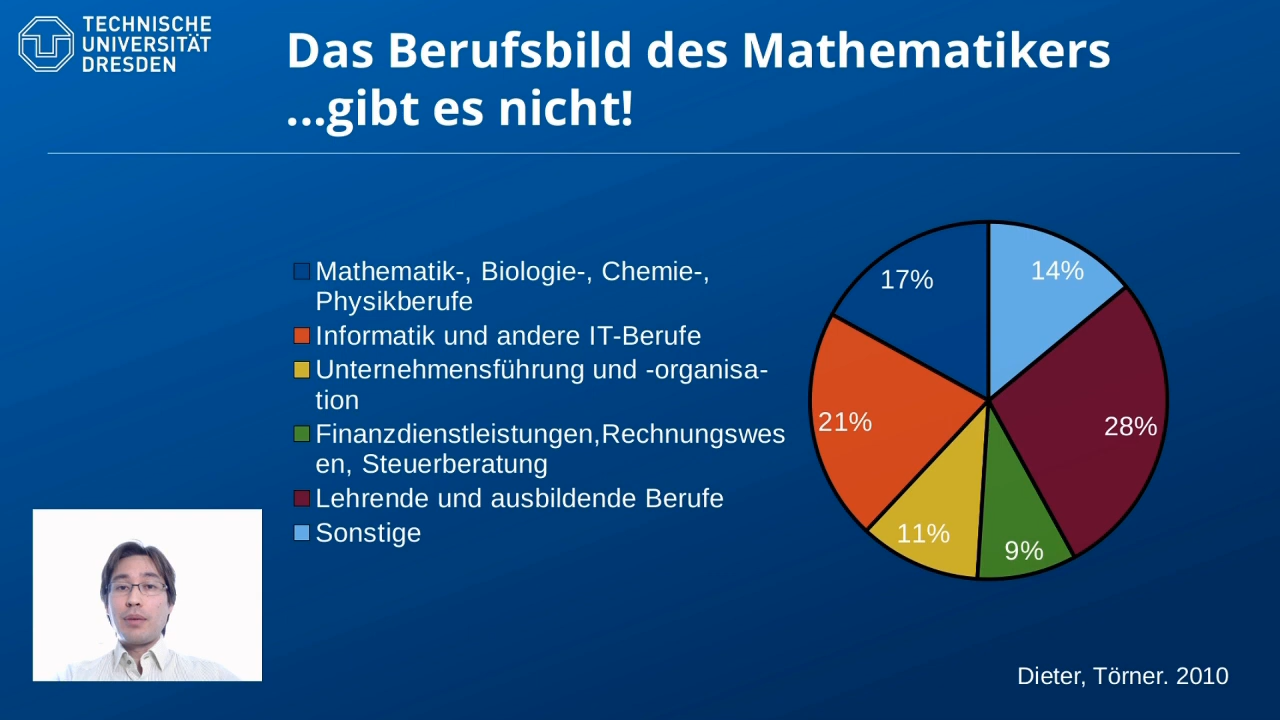 TECHNISCHE
UNIVERSITÄT
DRESDEN
Das Berufsbild des Mathematikers
...gibt es nicht!
Mathematik-, Biologie-, Chemie-,
Physikberufe
Informatik und andere IT-Berufe
Unternehmensführung und -organisa-
tion
Finanzdienstleistungen,Rechnungswes
en, Steuerberatung
Lehrende und ausbildende Berufe
Sonstige
17%
14%
21%
28%
11%
9%
Dieter, Törner. 2010